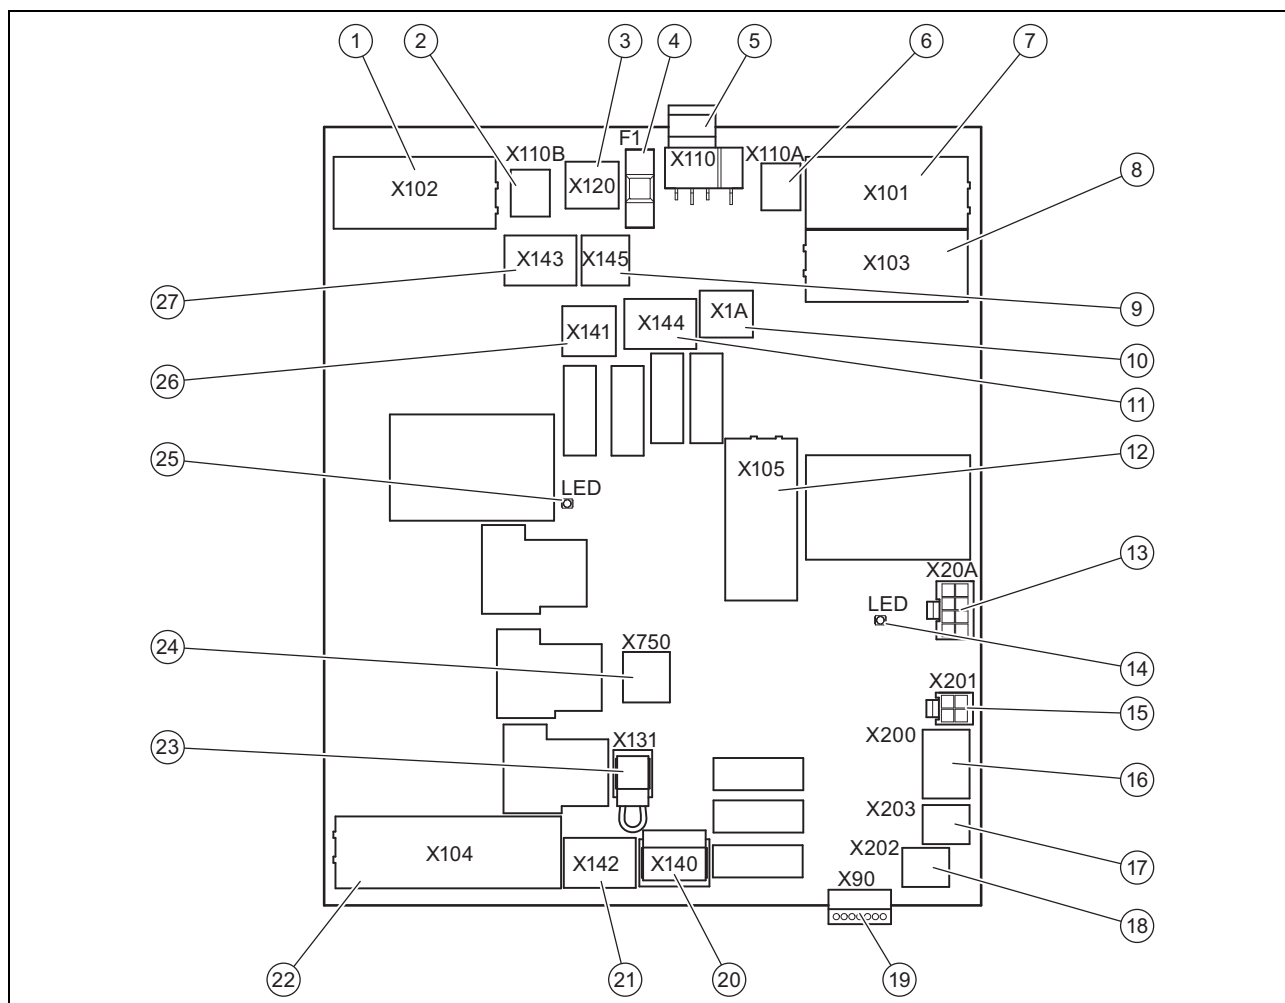 1 2 3 4 5 6 7
F1
X110B X110 X110A
X102 X120 X101
8
X143 X145 X103
27 9
X141 X144 X1A
26 10
11
25 X105 12
LED
X20A 13
LED
24 X750 14
X201
15
23 X131 X200
16
X203
X104 X142 X140 X202 17
X90
18
22 21 20 19